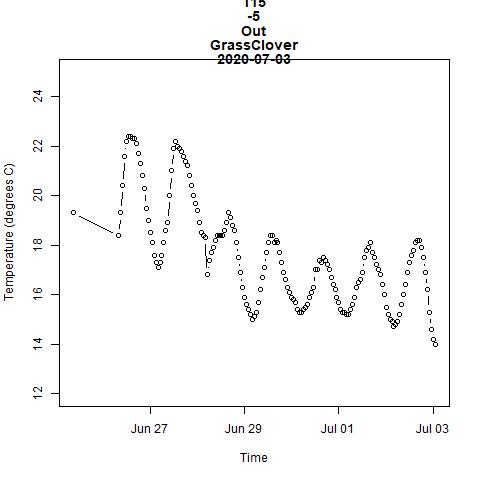 T15
-5
Out
GrassClover
2020-07-03
Temperature (degrees C)
24
22
20
18
16
14
12
Jun 27
Jun 29
Jul 01
Jul 03
Time